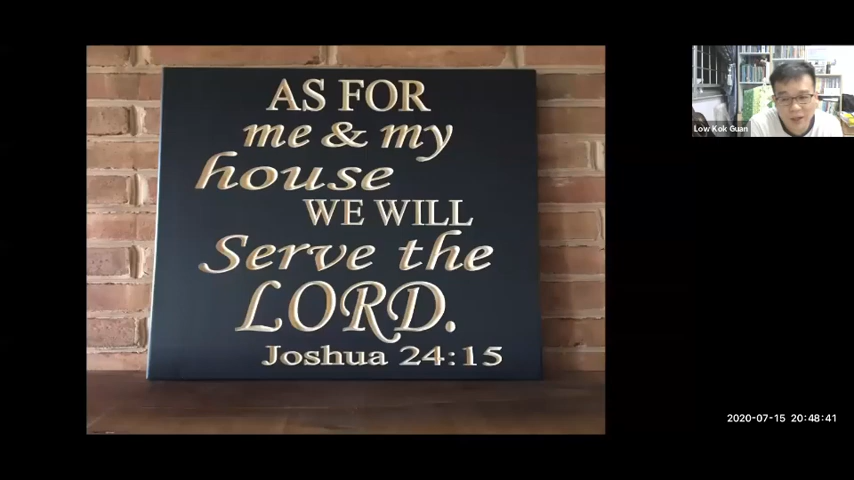 AS FOR
me & my
house
WE WILL
Serve the
LORD.
Joshua 24:15
Low Kok Guan
2020-07-15 20:48:41